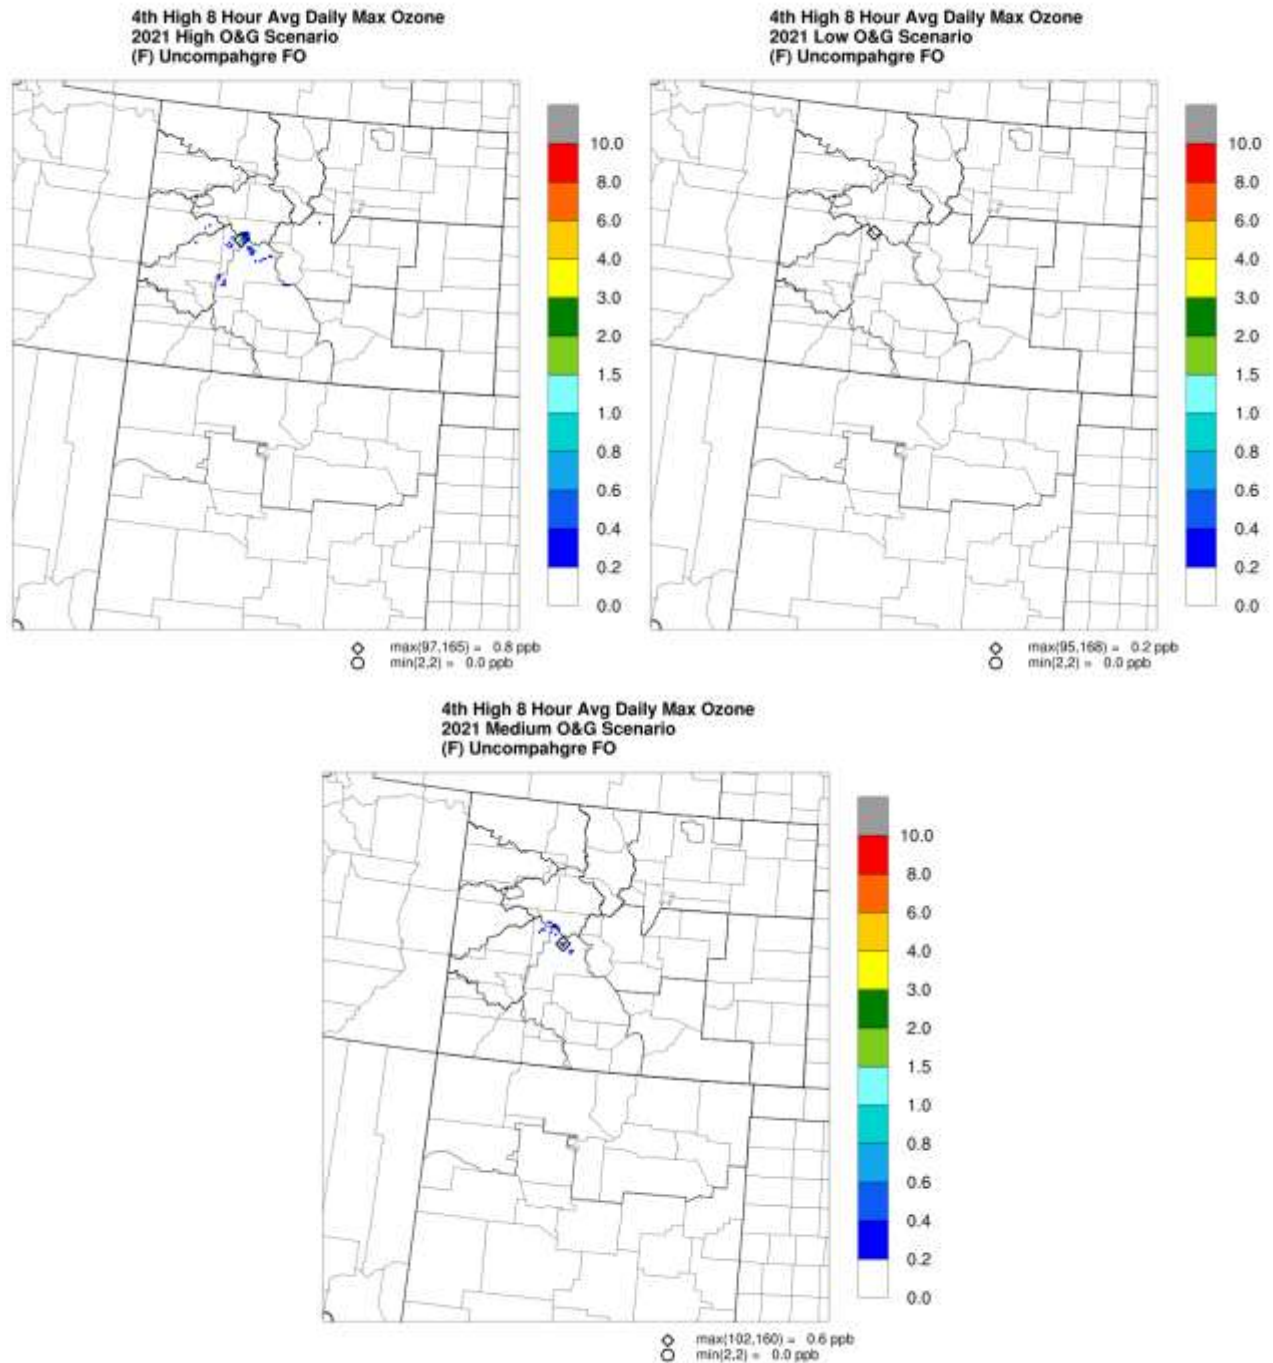 4th High 8 Hour Avg Daily Max Ozone
2021 High O&G Scenario
(F) Uncompahgre FO
10.0
8.0
6.0
4.0
3.0
2.0
1.5
1.0
0.8
0.6
0.4
0.2
0.0
max(97,165) = 0.8 ppb
min(2,2) = 0.0 ppb
4th High 8 Hour Avg Daily Max Ozone
2021 Low O&G Scenario
(F) Uncompahgre FO
10.0
8.0
6.0
4.0
3.0
2.0
1.5
1.0
0.8
0.6
0.4
0.2
0.0
max(95,168) = 0.2 ppb
min(2,2) = 0.0 ppb
4th High 8 Hour Avg Daily Max Ozone
2021 Medium O&G Scenario
(F) Uncompahgre FO
10.0
8.0
6.0
4.0
3.0
2.0
1.5
1.0
0.8
0.6
0.4
0.2
0.0
max(102,160) = 0.6 ppb
min(2,2) = 0.0 ppb